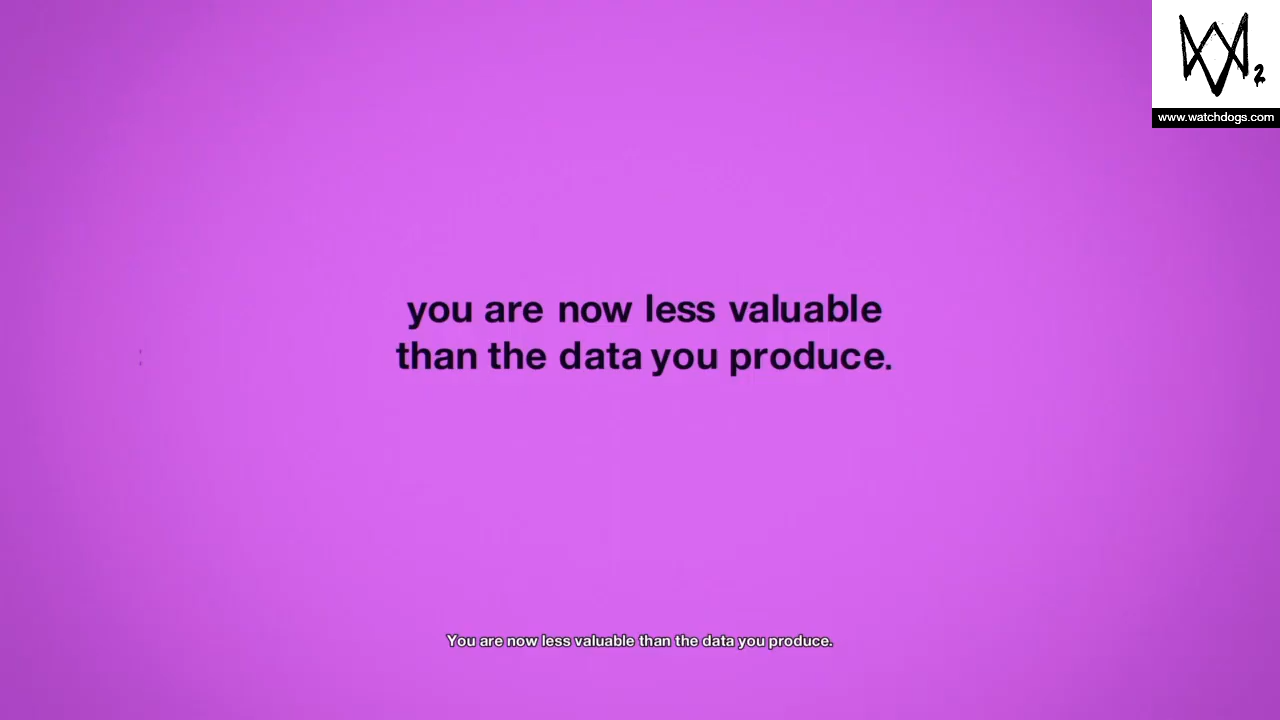 2
www.watchdogs.com
you are now less valuable
than the data you produce.
You are now less valuable than the data you produce.